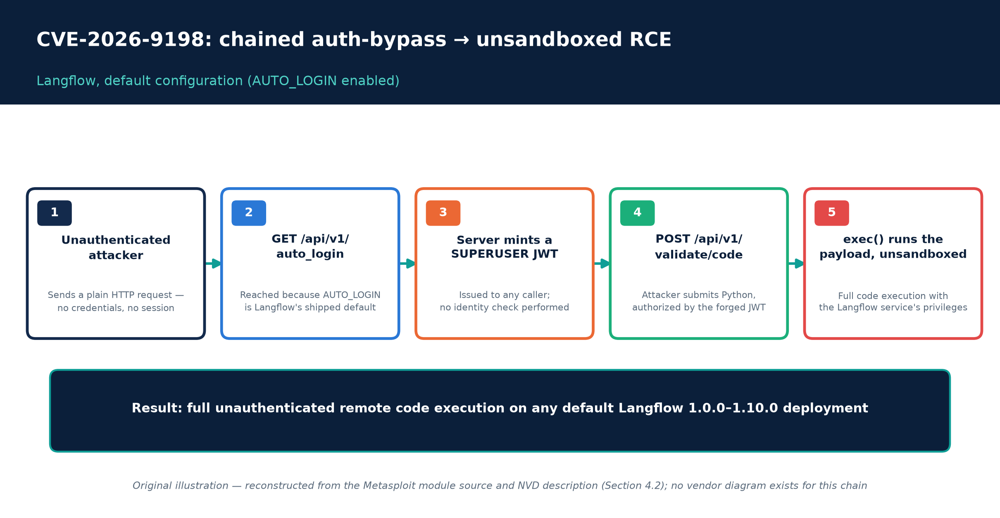 CVE-2026-9198: chained auth-bypass → unsandboxed RCE
Langflow, default configuration (AUTO_LOGIN enabled)
1
Unauthenticated
attacker
Sends a plain HTTP request —
no credentials, no session
2
GET /api/v1/
auto_login
Reached because AUTO_LOGIN
is Langflow's shipped default
3
Server mints a
SUPERUSER JWT
Issued to any caller;
no identity check performed
4
POST /api/v1/
validate/code
Attacker submits Python,
authorized by the forged JWT
5
exec() runs the
payload, unsandboxed
Full code execution with
the Langflow service's privileges
Result: full unauthenticated remote code execution on any default Langflow 1.0.0–1.10.0 deployment
Original illustration — reconstructed from the Metasploit module source and NVD description (Section 4.2); no vendor diagram exists for this chain